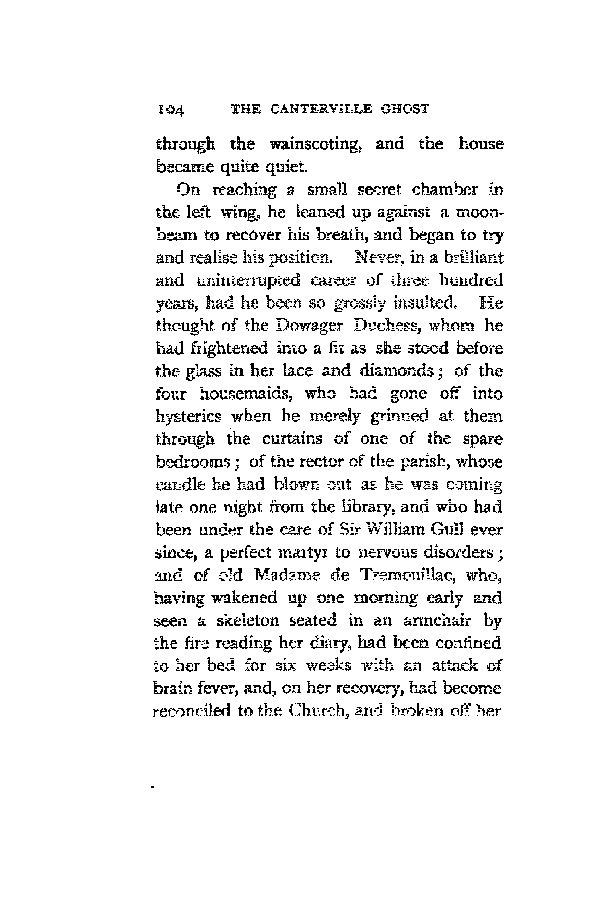 104 THE CANTERVILLE GHOST
through the wainscoting, and the house
became quite quiet.
On reaching a small secret chamber in
the left wing, he leaned up against a moon-
beam to recover his breath, and began to try
and realise his position. Never, in a brilliant
and uninterrupted career of three hundred
years, had he been so grossly insulted. He
thought of the Dowager Duchess, whom he
had frightened into a fit as she stood before
the glass in her lace and diamonds; of the
four housemaids, who had gone off into
hysterics when he merely grinned at them
through the curtains of one of the spare
bedrooms; of the rector of the parish, whose
candle he had blown out as he was coming
late one night from the library, and who had
been under the care of Sir William Gull ever
since, a perfect martyr to nervous disorders;
and of old Madame de Tremouillac, who,
having wakened up one morning early and
seen a skeleton seated in an armchair by
the fire reading her diary, had been confined
to her bed for six weeks with an attack of
brain fever, and, on her recovery, had become
reconciled to the Church, and broken off her